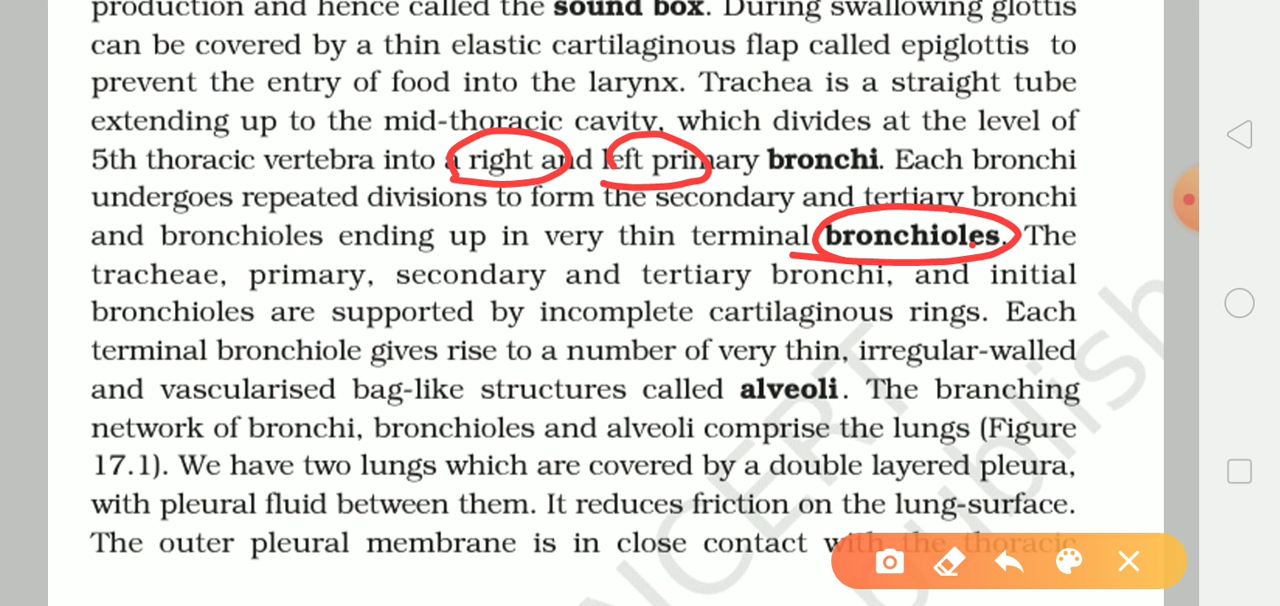 production and hence called the sound box. During swallowing glottis
can be covered by a thin elastic cartilaginous flap called epiglottis to
prevent the entry of food into the larynx. Trachea is a straight tube
extending up to the mid-thoracic cavity, which divides at the level of
5th thoracic vertebra into a right and left primary bronchi. Each bronchi
undergoes repeated divisions to form the secondary and tertiary bronchi
and bronchioles ending up in very thin terminal bronchioles. The
tracheae, primary, secondary and tertiary bronchi, and initial
bronchioles are supported by incomplete cartilaginous rings. Each
terminal bronchiole gives rise to a number of very thin, irregular-walled
and vascularised bag-like structures called alveoli. The branching
network of bronchi, bronchioles and alveoli comprise the lungs (Figure
17.1). We have two lungs which are covered by a double layered pleura,
with pleural fluid between them. It reduces friction on the lung-surface.
The outer pleural membrane is in close contact with the thoracic
NCERT
publish